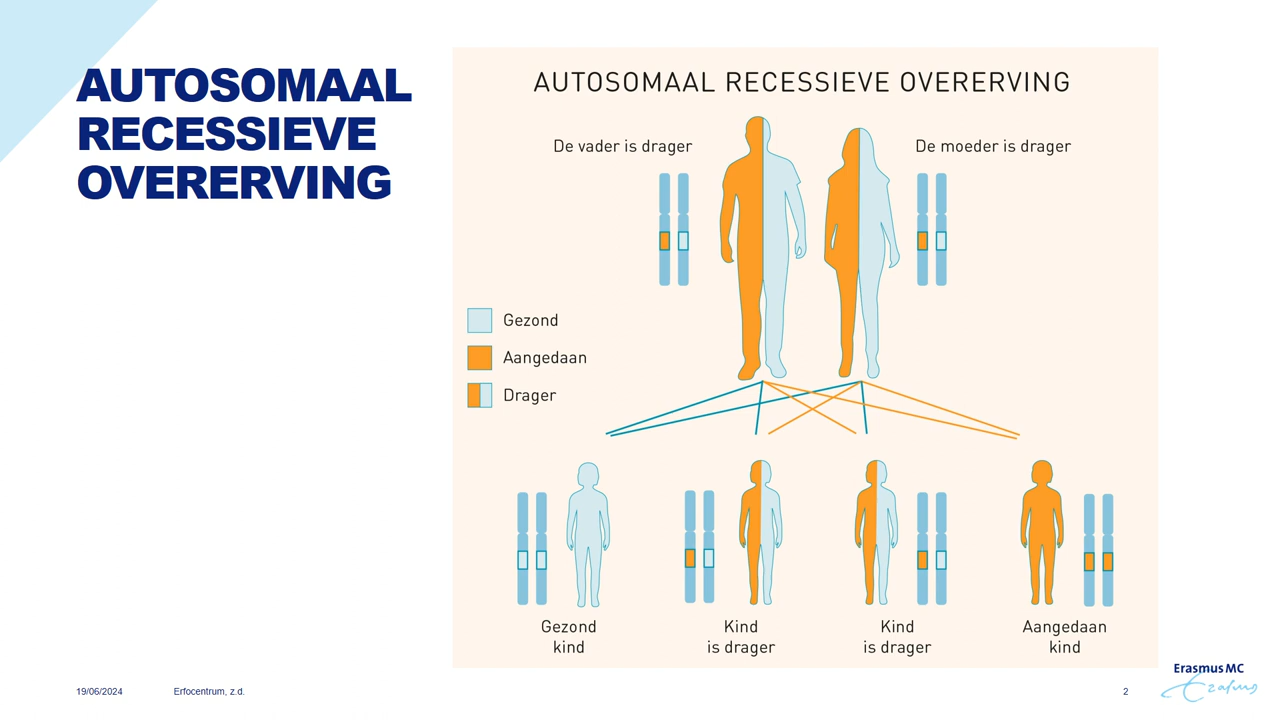 AUTOSOMAAL
RECESSIEVE
OVERERVING
AUTOSOMAAL RECESSIEVE OVERERVING
De vader is drager
De moeder is drager
Gezond
Aangedaan
Drager
Gezond
kind
Kind
is drager
Kind
is drager
Aangedaan
kind
19/06/2024
Erfocentrum, z.d.
2
Erasmus MC
Erasmus